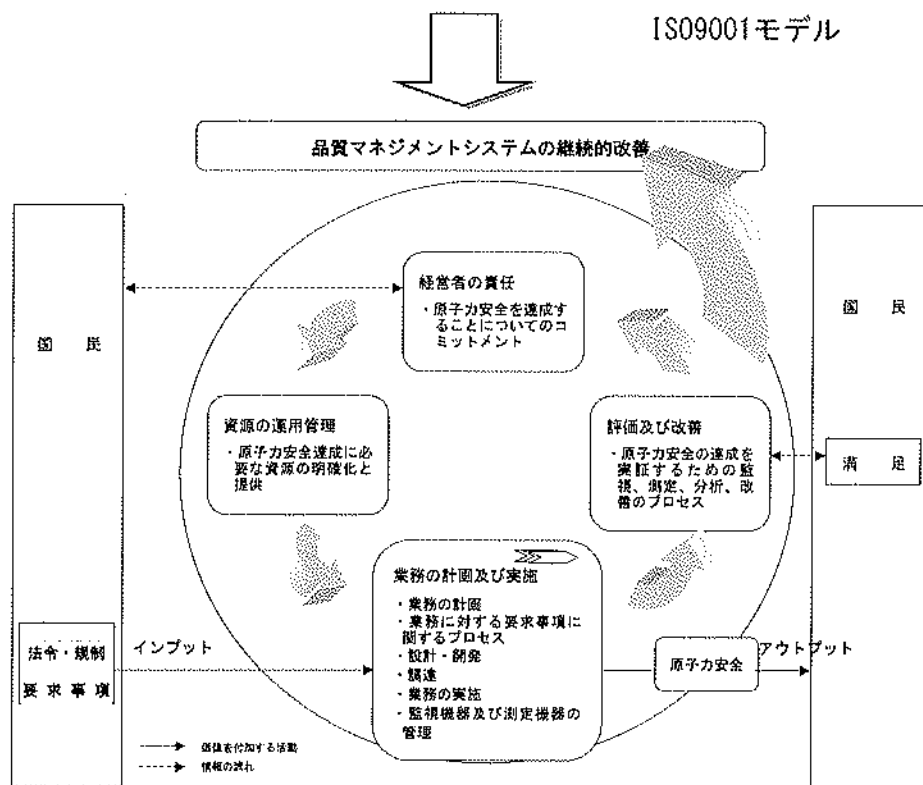 ISO9001モデル
品質マネジメントシステムの継続的改善
経営者の責任
・原子力安全を達成す
ることについてのコ
ミットメント
国 民
国 民
資源の運用管理
・原子力安全達成に必
要な資源の明確化と
提供
評価及び改善
・原子力安全の達成を
実証するための監
視、測定、分析、改
善のプロセス
満 足
業務の計画及び実施
・業務の計画
・業務に対する要求事項に
関するプロセス
・設計・開発
・調達
・業務の実施
・監視機器及び測定機器の
管理
法令・規制
要求事項
インプット
原子力安全
アウトプット
価値を付加する活動
情報の流れ